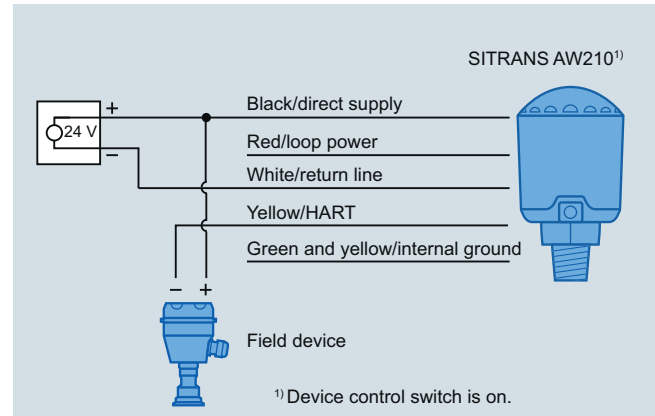 SITRANS AW210¹⁾
+
Black/direct supply
24 V
Red/loop power
–
White/return line
Yellow/HART
Green and yellow/internal ground
– +
Field device
¹⁾ Device control switch is on.